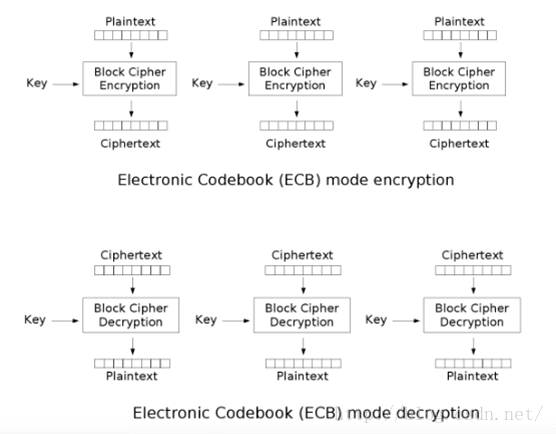 Plaintext Plaintext Plaintext
Key Block Cipher Encryption Key Block Cipher Encryption Key Block Cipher Encryption
Ciphertext Ciphertext Ciphertext
Electronic Codebook (ECB) mode encryption
Ciphertext Ciphertext Ciphertext
Key Block Cipher Decryption Key Block Cipher Decryption Key Block Cipher Decryption
Plaintext Plaintext Plaintext
Electronic Codebook (ECB) mode decryption